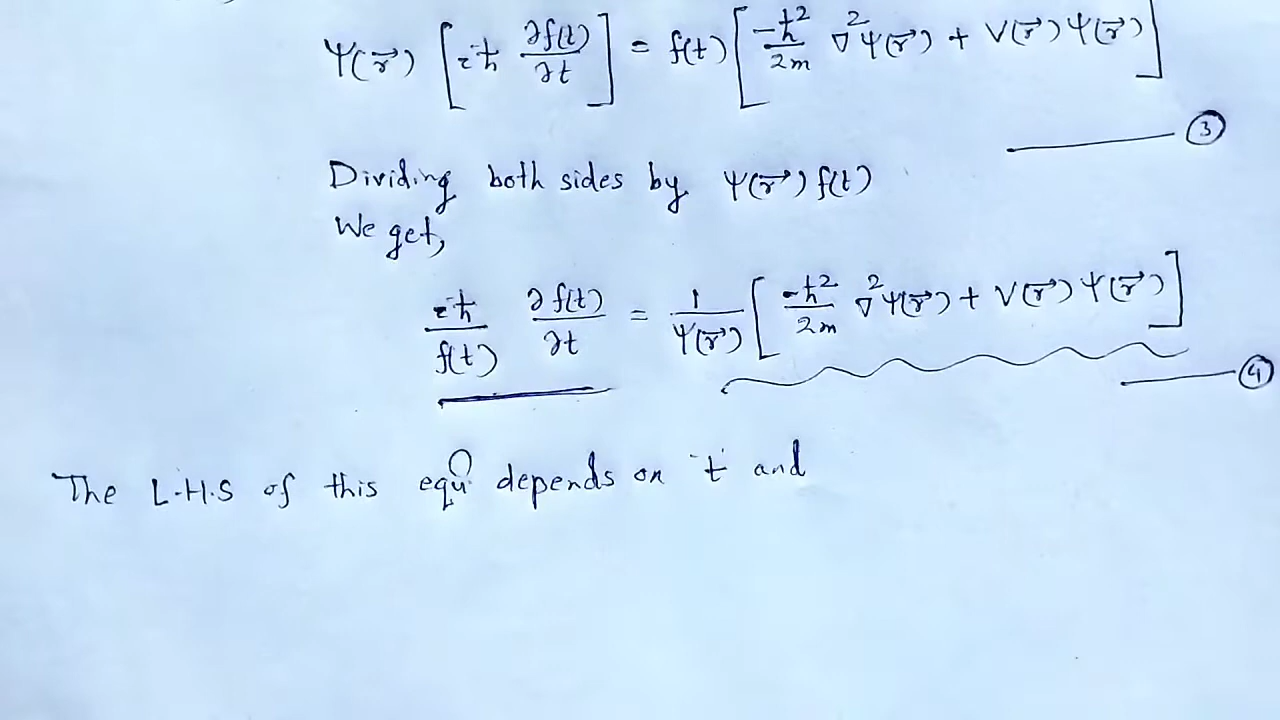 Ψ(r⃗) [iħ ∂f(t)/∂t] = f(t) [-ħ²/2m ∇²Ψ(r⃗) + V(r⃗) Ψ(r⃗)]
③
Dividing both sides by Ψ(r⃗) f(t)
We get,
iħ/f(t) ∂f(t)/∂t = 1/Ψ(r⃗) [-ħ²/2m ∇²Ψ(r⃗) + V(r⃗) Ψ(r⃗)]
④
The L.H.S of this equⁿ depends on 't' and